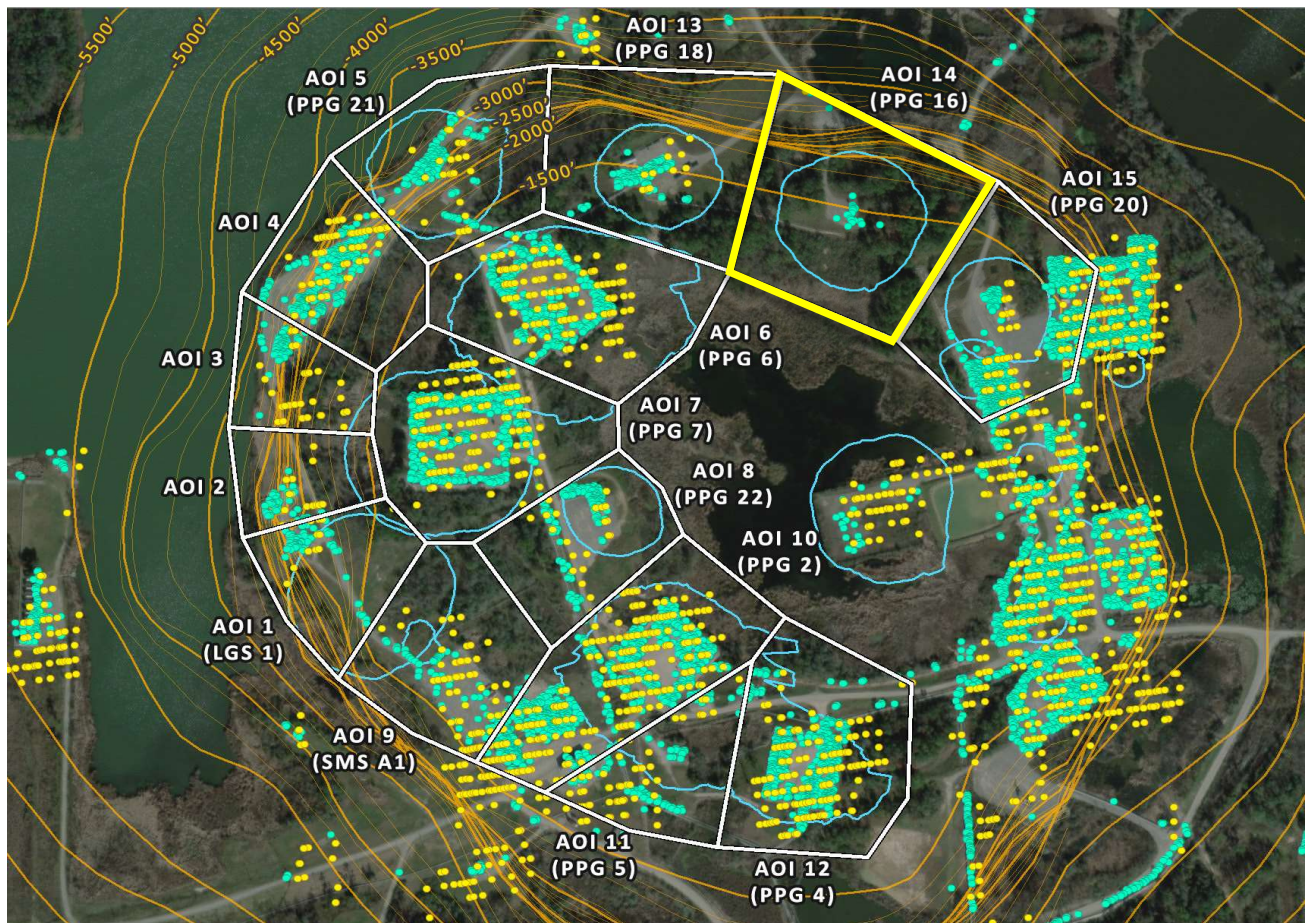 AOI 13
(PPG 18)
-5500'
-5000'
-4500'
-4000'
-3500'
AOI 5
(PPG 21)
AOI 14
(PPG 16)
-3000'
-2500'
-2000'
-1500'
AOI 15
(PPG 20)
AOI 4
AOI 3
AOI 6
(PPG 6)
AOI 7
(PPG 7)
AOI 2
AOI 8
(PPG 22)
AOI 10
(PPG 2)
AOI 1
(LGS 1)
AOI 9
(SMS A1)
AOI 11
(PPG 5)
AOI 12
(PPG 4)